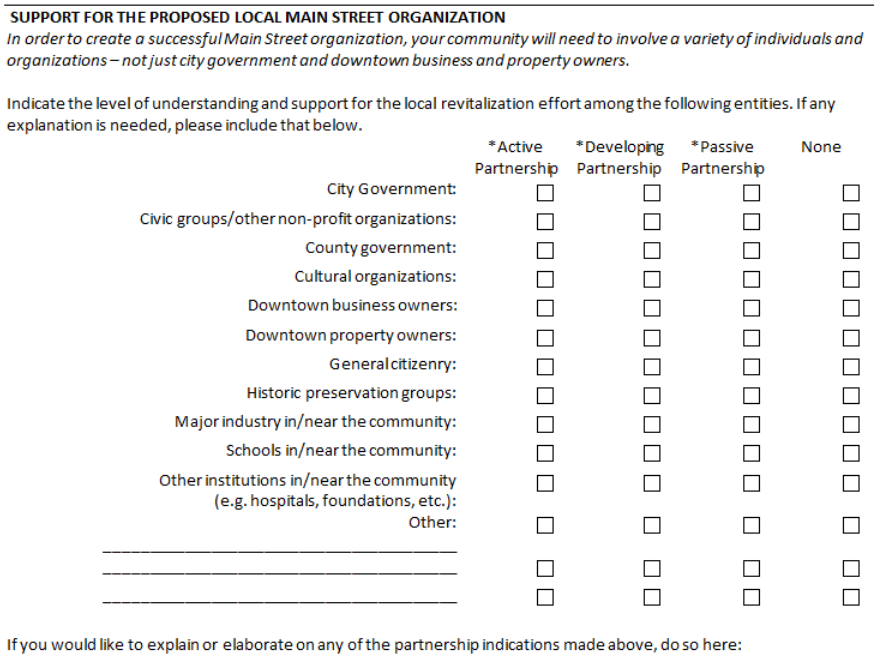 SUPPORT FOR THE PROPOSED LOCAL MAIN STREET ORGANIZATION
In order to create a successful Main Street organization, your community will need to involve a variety of individuals and
organizations – not just city government and downtown business and property owners.
Indicate the level of understanding and support for the local revitalization effort among the following entities. If any
explanation is needed, please include that below.
*Active *Developing *Passive None
Partnership Partnership Partnership
City Government:
Civic groups/other non-profit organizations:
County government:
Cultural organizations:
Downtown business owners:
Downtown property owners:
General citizenry:
Historic preservation groups:
Major industry in/near the community:
Schools in/near the community:
Other institutions in/near the community
(e.g. hospitals, foundations, etc.):
Other:
If you would like to explain or elaborate on any of the partnership indications made above, do so here: